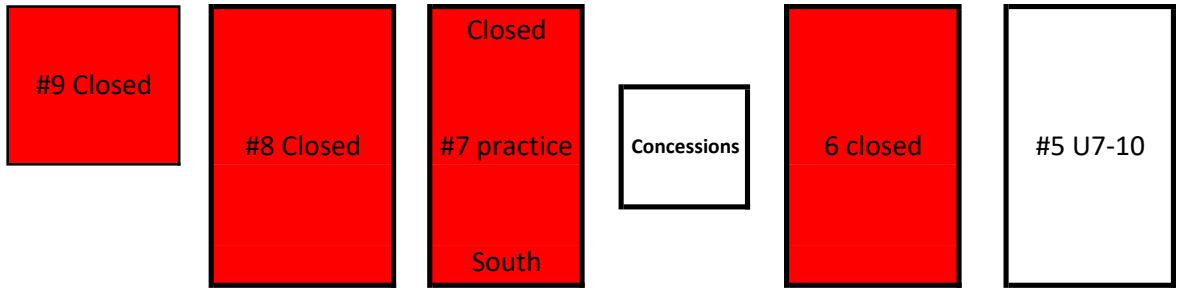 #9 Closed
#8 Closed
Closed
#7 practice
South
Concessions
6 closed
#5 U7-10